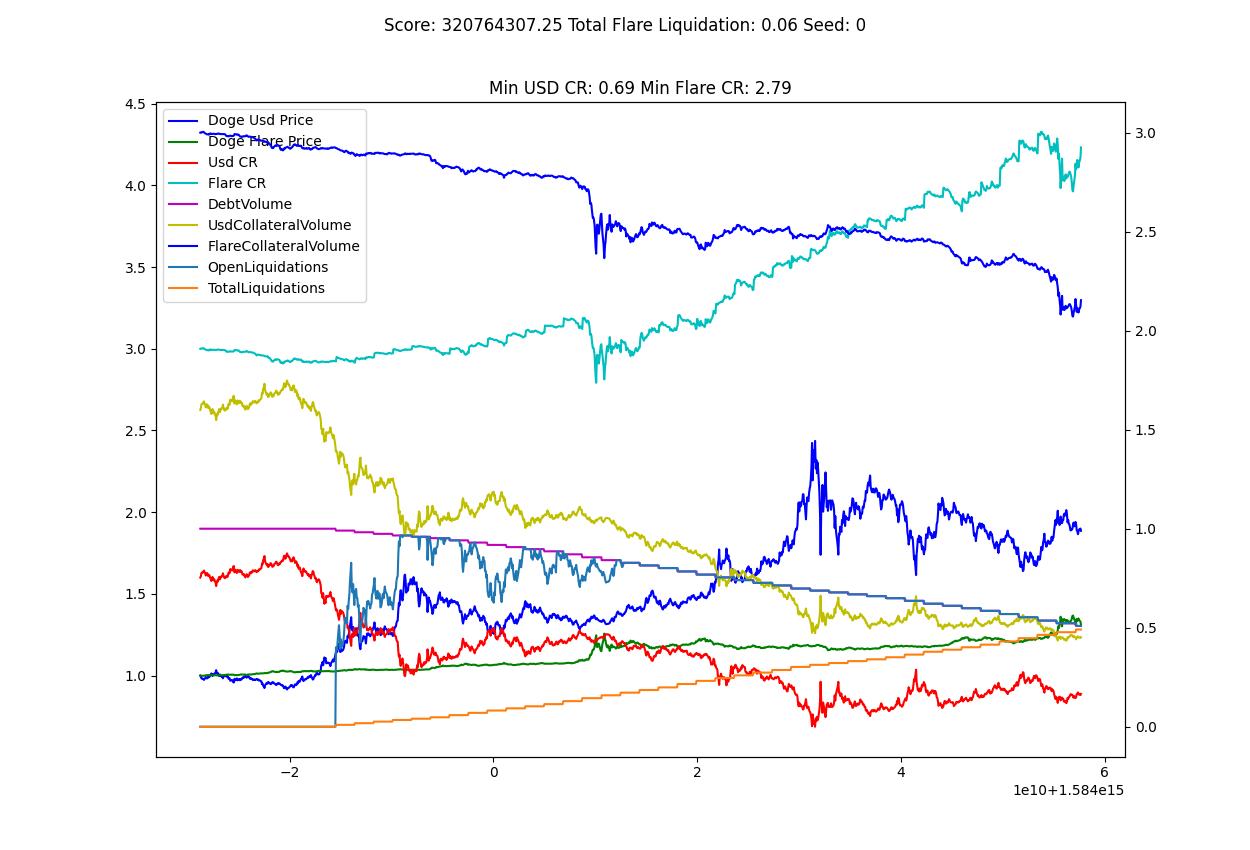 Score: 320764307.25 Total Flare Liquidation: 0.06 Seed: 0
Min USD CR: 0.69 Min Flare CR: 2.79
4.5
4.0
3.5
3.0
2.5
2.0
1.5
1.0
Doge Usd Price
Doge Flare Price
Usd CR
Flare CR
DebtVolume
UsdCollateralVolume
FlareCollateralVolume
OpenLiquidations
TotalLiquidations
3.0
2.5
2.0
1.5
1.0
0.5
0.0
−2 0 2 4 6
1e10+1.584e15